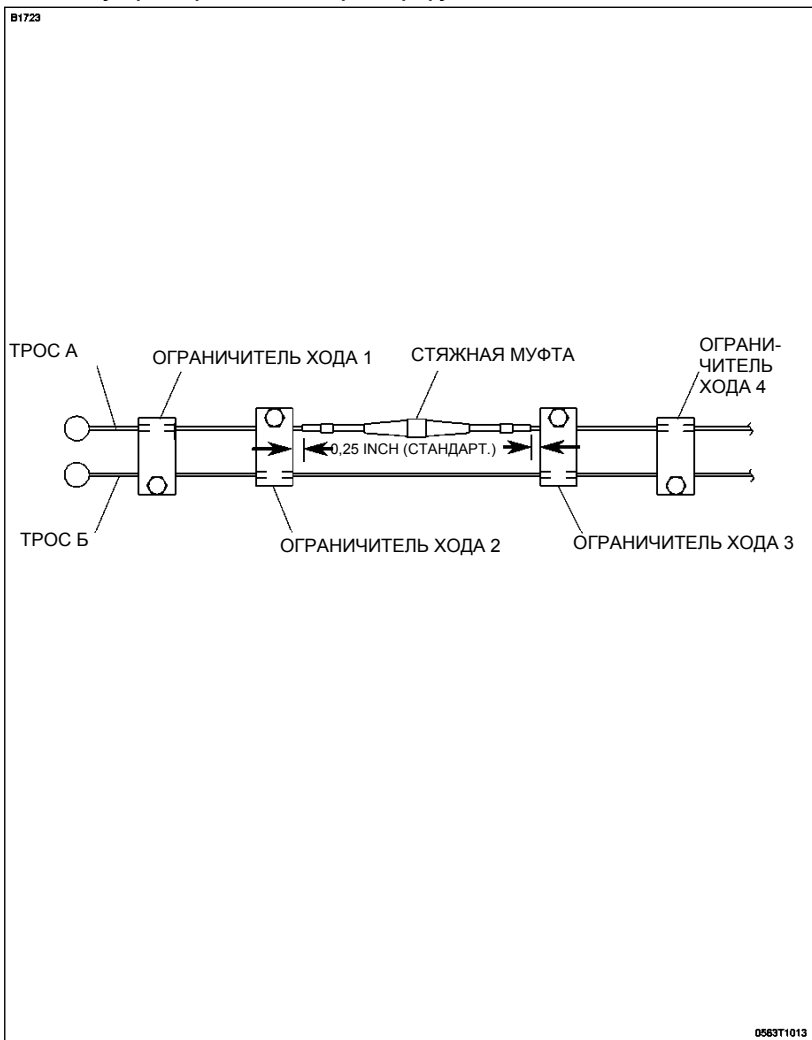 B1723
ТРОС А
ОГРАНИЧИТЕЛЬ ХОДА 1
СТЯЖНАЯ МУФТА
ОГРАНИ-
ЧИТЕЛЬ
ХОДА 4
0,25 INCH (СТАНДАРТ.)
ТРОС Б
ОГРАНИЧИТЕЛЬ ХОДА 2
ОГРАНИЧИТЕЛЬ ХОДА 3
0563T1013